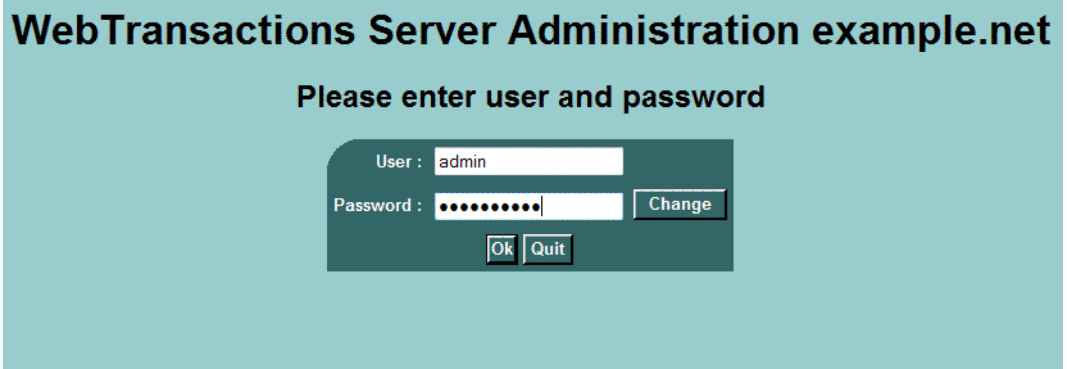 WebTransactions Server Administration example.net
Please enter user and password
User : admin
Password : ●●●●●●●●●● Change
Ok Quit